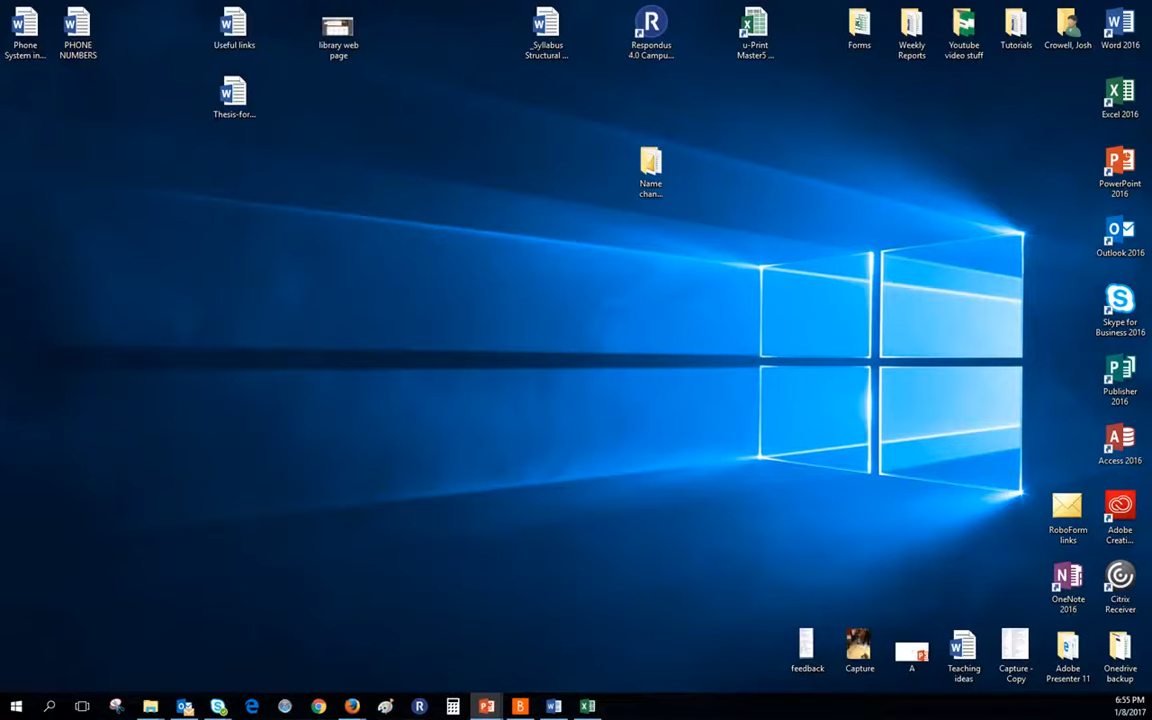 Phone
System in...
PHONE
NUMBERS
Useful links
library web
page
_Syllabus
Structural ...
Respondus
4.0 Campu...
u-Print
Master5 ...
Forms
Weekly
Reports
Youtube
video stuff
Tutorials
Crowell, Josh
Word 2016
Thesis-for...
Excel 2016
Name
chan...
PowerPoint
2016
Outlook 2016
Skype for
Business 2016
Publisher
2016
Access 2016
RoboForm
links
Adobe
Creati...
OneNote
2016
Citrix
Receiver
feedback
Capture
A
Teaching
ideas
Capture -
Copy
Adobe
Presenter 11
Onedrive
backup
6:55 PM
1/8/2017